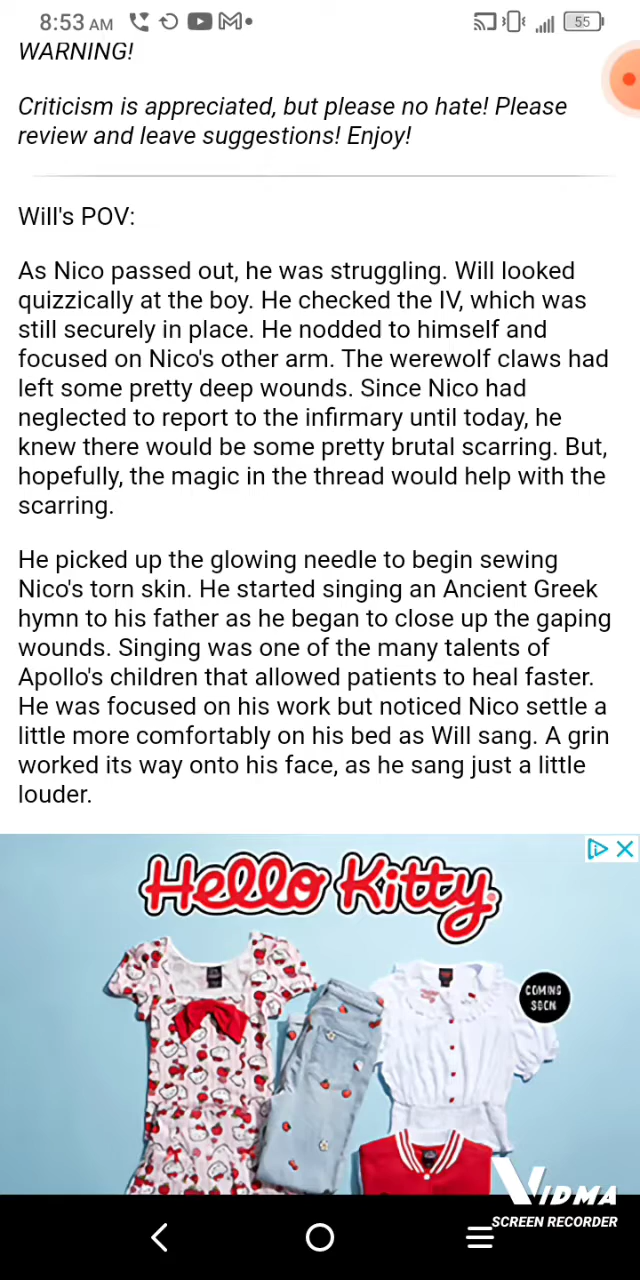 8:53 AM
55
WARNING!
Criticism is appreciated, but please no hate! Please
review and leave suggestions! Enjoy!
Will's POV:
As Nico passed out, he was struggling. Will looked
quizzically at the boy. He checked the IV, which was
still securely in place. He nodded to himself and
focused on Nico's other arm. The werewolf claws had
left some pretty deep wounds. Since Nico had
neglected to report to the infirmary until today, he
knew there would be some pretty brutal scarring. But,
hopefully, the magic in the thread would help with the
scarring.
He picked up the glowing needle to begin sewing
Nico's torn skin. He started singing an Ancient Greek
hymn to his father as he began to close up the gaping
wounds. Singing was one of the many talents of
Apollo's children that allowed patients to heal faster.
He was focused on his work but noticed Nico settle a
little more comfortably on his bed as Will sang. A grin
worked its way onto his face, as he sang just a little
louder.
Hello Kitty
COMING
SOON
VIDMA
SCREEN RECORDER